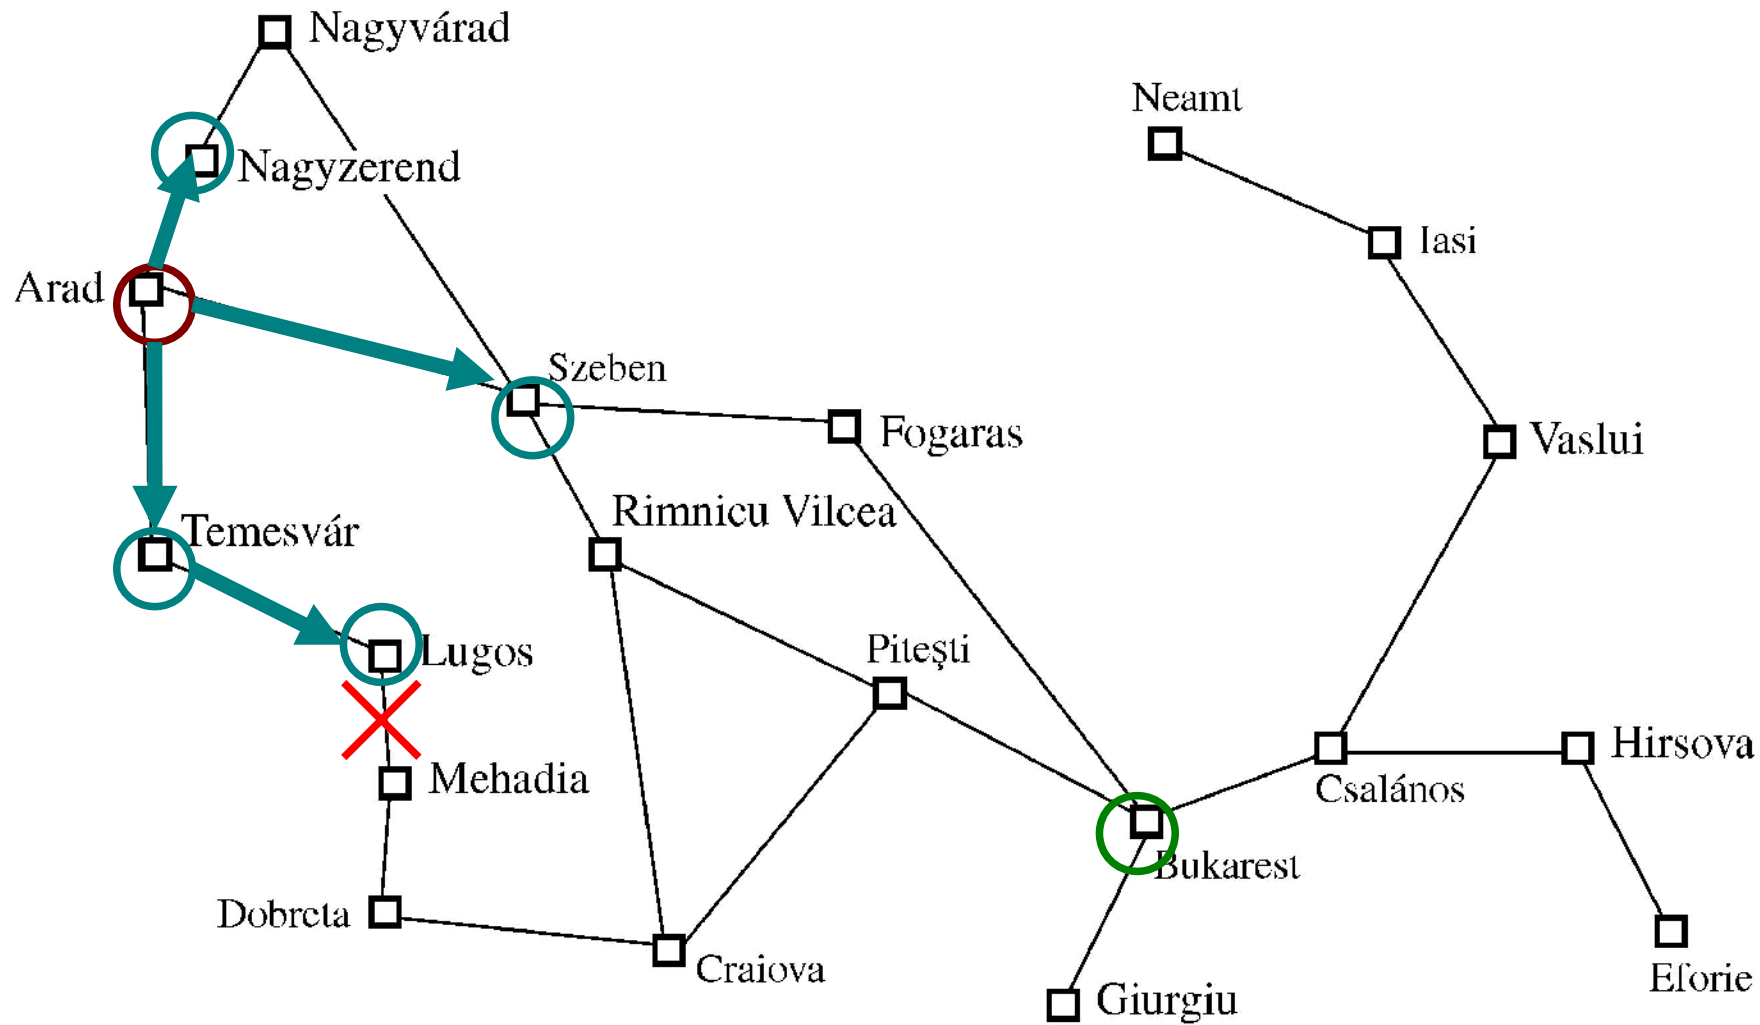 Nagyvárad
Neamt
Nagyzerend
Iasi
Arad
Szeben
Fogaras
Vaslui
Rimnicu Vilcea
Temesvár
Lugos
Piteşti
Hirsova
Mehadia
Csalános
Bukarest
Dobreta
Craiova
Eforie
Giurgiu